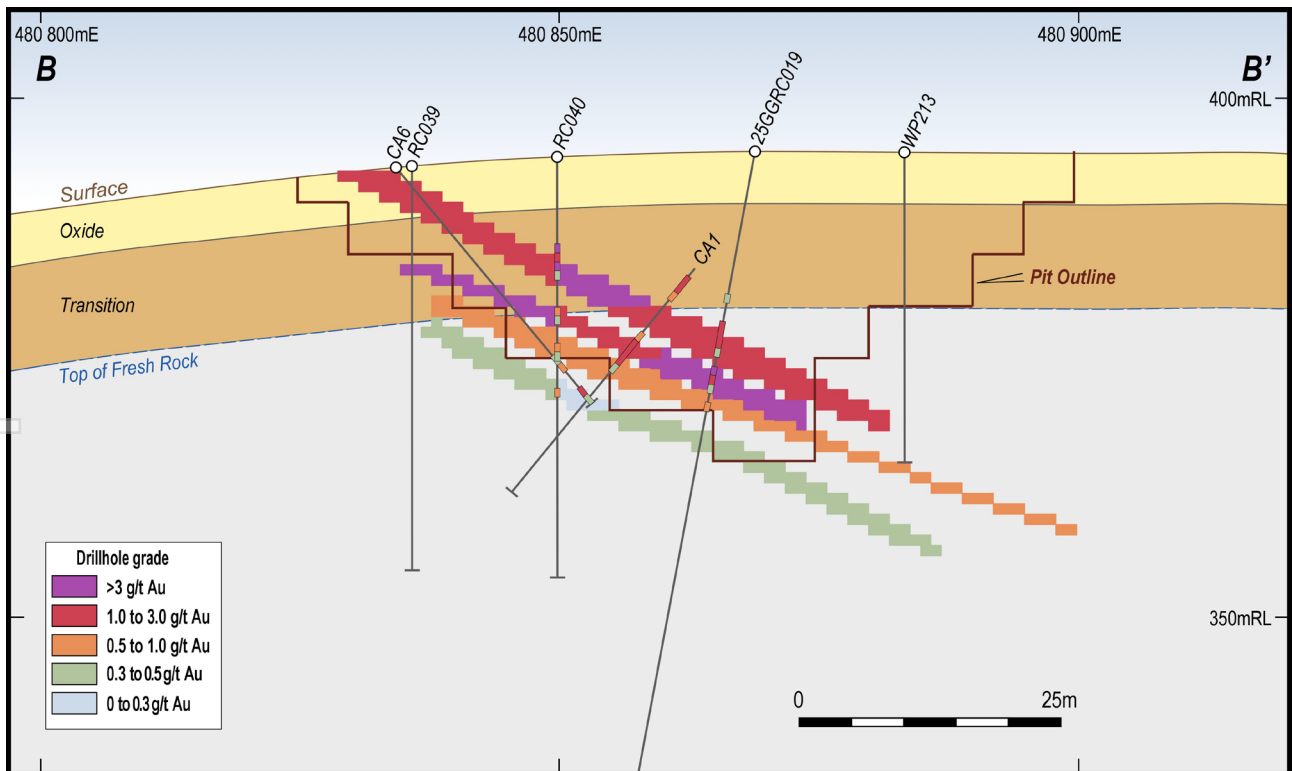 480 800mE
480 850mE
480 900mE
B
B’
400mRL
CA6
RC039
RC040
25GGRC019
WP213
Surface
Oxide
CA1
Pit Outline
Transition
Top of Fresh Rock
Drillhole grade
>3 g/t Au
1.0 to 3.0 g/t Au
0.5 to 1.0 g/t Au
0.3 to 0.5 g/t Au
0 to 0.3 g/t Au
350mRL
0
25m